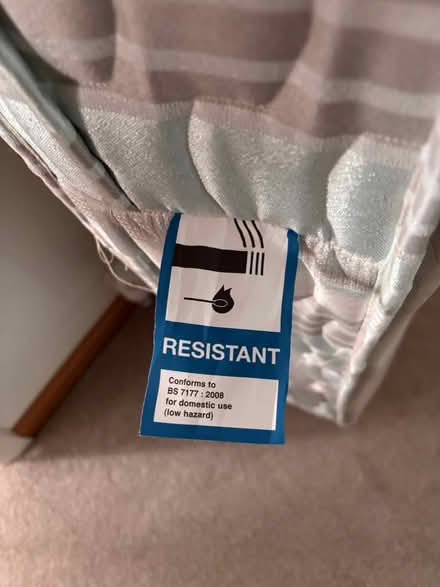 RESISTANT
Conforms to
BS 7177 : 2008
for domestic use
(low hazard)